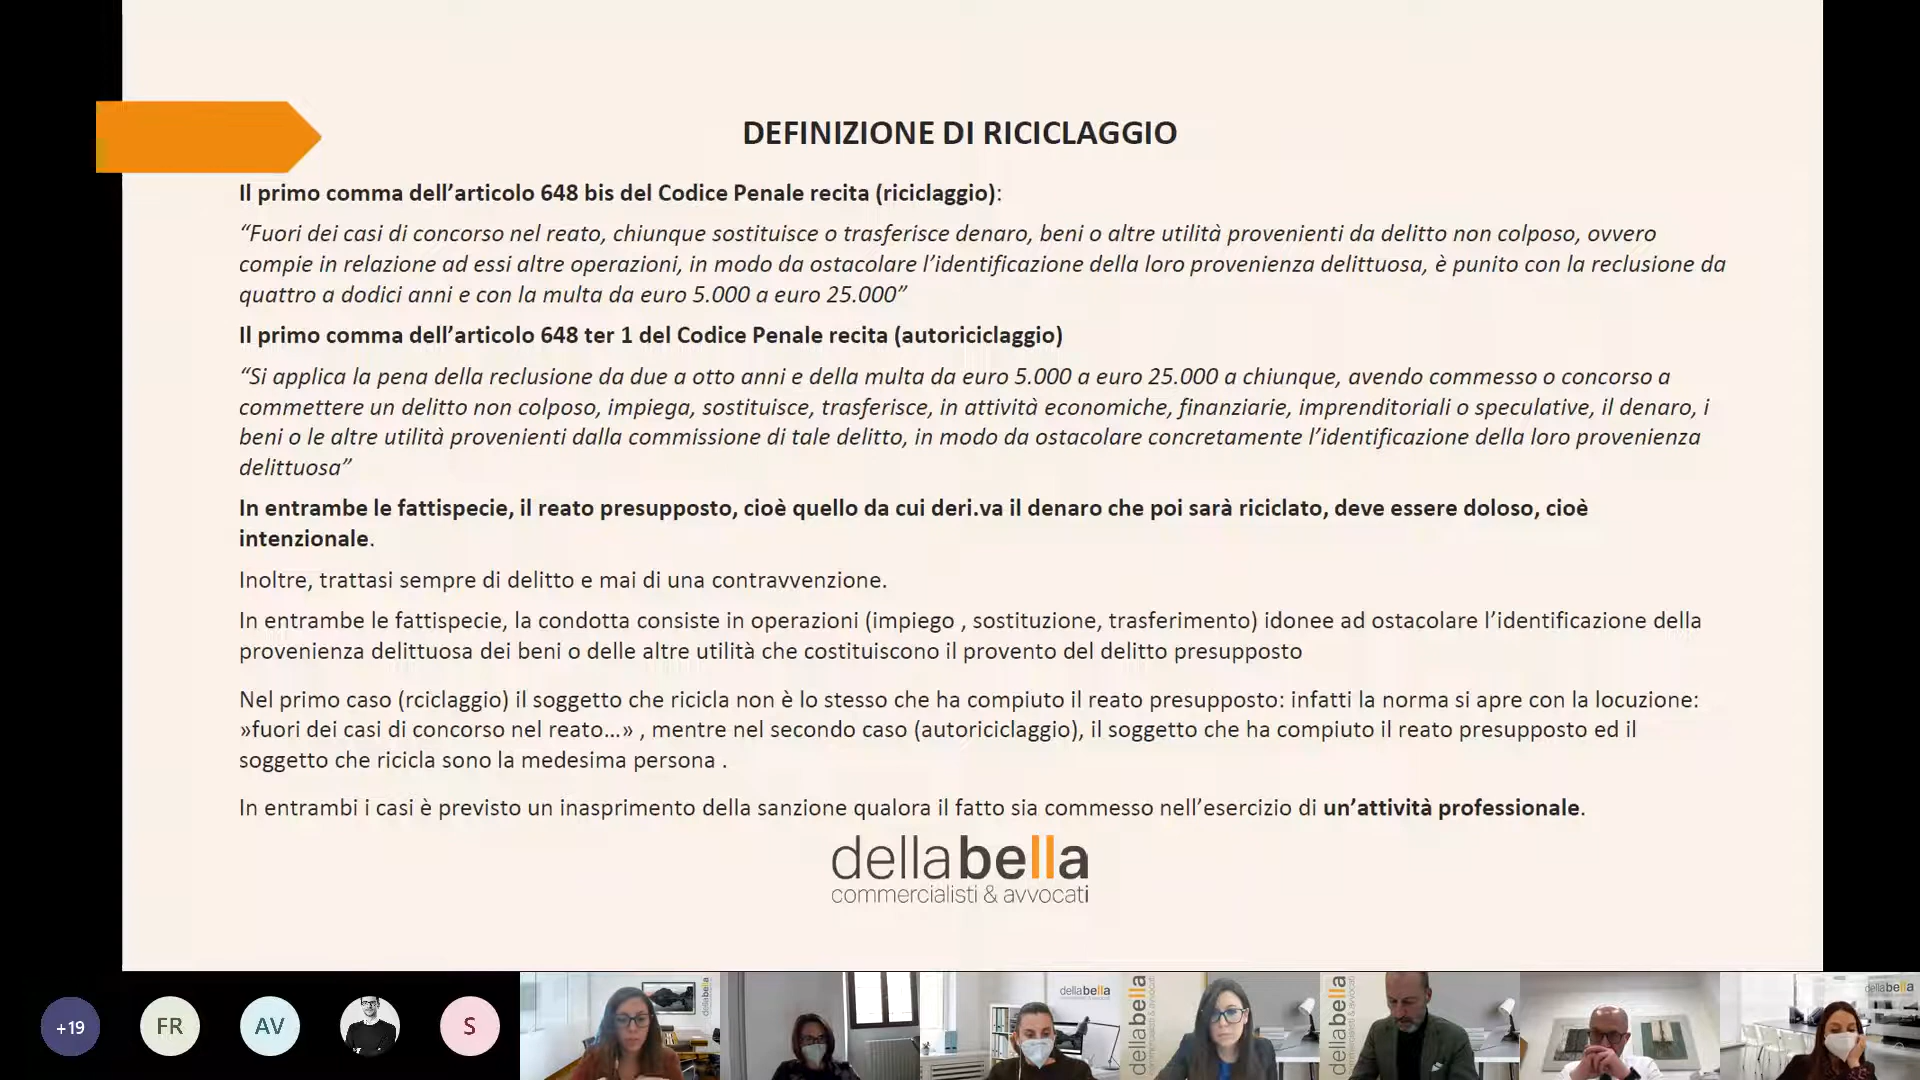 DEFINIZIONE DI RICICLAGGIO
Il primo comma dell’articolo 648 bis del Codice Penale recita (riciclaggio):
“Fuori dei casi di concorso nel reato, chiunque sostituisce o trasferisce denaro, beni o altre utilità provenienti da delitto non colposo, ovvero
compie in relazione ad essi altre operazioni, in modo da ostacolare l’identificazione della loro provenienza delittuosa, è punito con la reclusione da
quattro a dodici anni e con la multa da euro 5.000 a euro 25.000”
Il primo comma dell’articolo 648 ter 1 del Codice Penale recita (autoriciclaggio)
“Si applica la pena della reclusione da due a otto anni e della multa da euro 5.000 a euro 25.000 a chiunque, avendo commesso o concorso a
commettere un delitto non colposo, impiega, sostituisce, trasferisce, in attività economiche, finanziarie, imprenditoriali o speculative, il denaro, i
beni o le altre utilità provenienti dalla commissione di tale delitto, in modo da ostacolare concretamente l’identificazione della loro provenienza
delittuosa”
In entrambe le fattispecie, il reato presupposto, cioè quello da cui deri.va il denaro che poi sarà riciclato, deve essere doloso, cioè
intenzionale.
Inoltre, trattasi sempre di delitto e mai di una contravvenzione.
In entrambe le fattispecie, la condotta consiste in operazioni (impiego , sostituzione, trasferimento) idonee ad ostacolare l’identificazione della
provenienza delittuosa dei beni o delle altre utilità che costituiscono il provento del delitto presupposto
Nel primo caso (rciclaggio) il soggetto che ricicla non è lo stesso che ha compiuto il reato presupposto: infatti la norma si apre con la locuzione:
»fuori dei casi di concorso nel reato…» , mentre nel secondo caso (autoriciclaggio), il soggetto che ha compiuto il reato presupposto ed il
soggetto che ricicla sono la medesima persona .
In entrambi i casi è previsto un inasprimento della sanzione qualora il fatto sia commesso nell’esercizio di un’attività professionale.
dellabella
commercialisti & avvocati
+19
FR
AV
S
dellabella
dellabella
dellabella
dellabella
dellabella